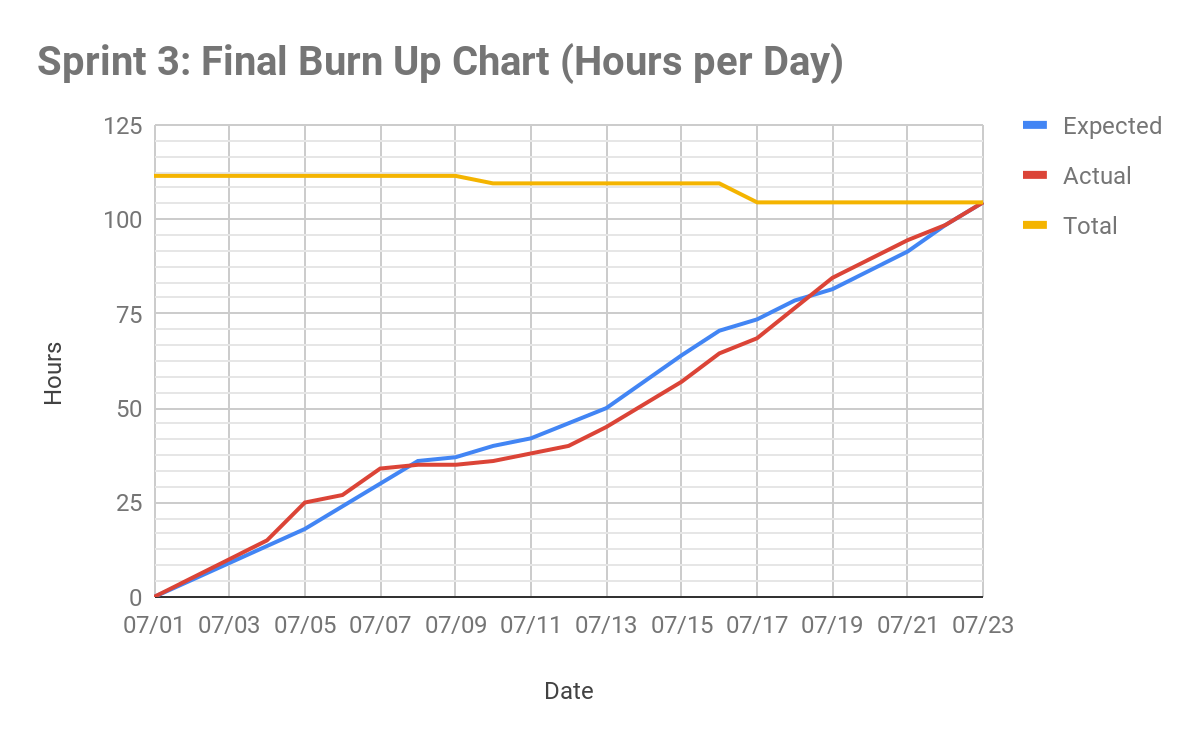 Sprint 3: Final Burn Up Chart (Hours per Day)
Expected
Actual
Total
125
100
75
50
25
0
Hours
07/01 07/03 07/05 07/07 07/09 07/11 07/13 07/15 07/17 07/19 07/21 07/23
Date